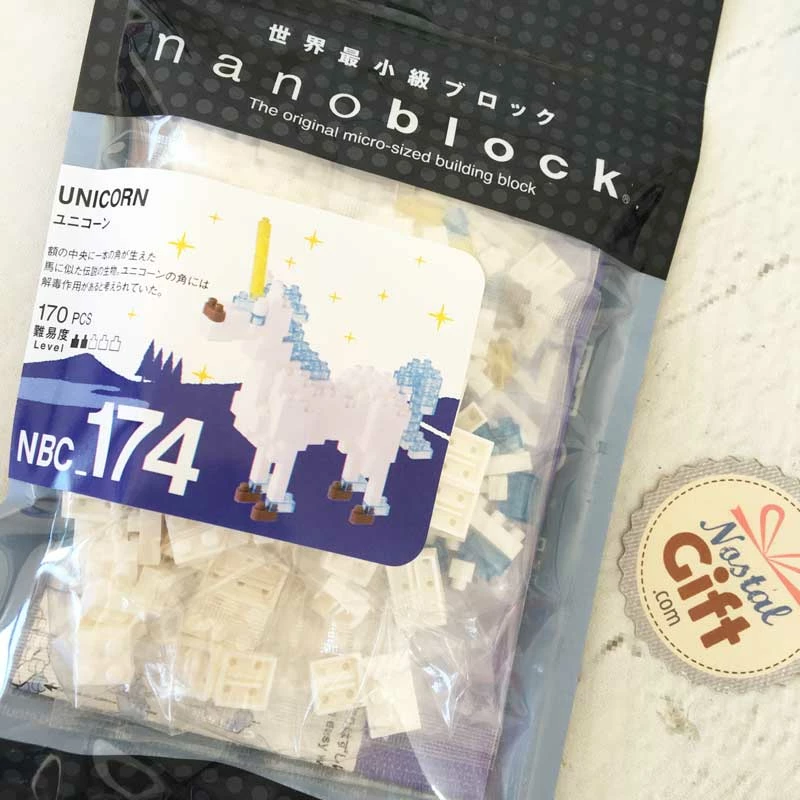 世界最小級ブロック
nanoblock®
The original micro-sized building block
UNICORN
ユニコーン
額の中央に一本の角が生えた
馬に似た伝説の生物。ユニコーンの角には
解毒作用があると考えられていた。
170 PCS
難易度
Level
NBC_174
Nostal
Gift
.com